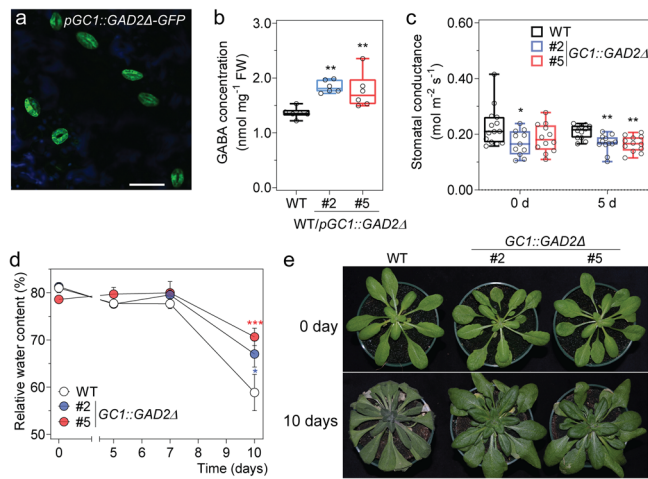 a
pGC1::GAD2Δ-GFP
b
GABA concentration
(nmol mg⁻¹ FW)
3.0
2.0
1.0
0.0
**
**
WT
#2
#5
WT/pGC1::GAD2Δ
c
Stomatal conductance
(mol m⁻² s⁻¹)
0.60
0.40
0.20
0.00
WT
#2
#5
GC1::GAD2Δ
*
**
**
0 d
5 d
d
Relative water content (%)
80
70
60
50
***
*
WT
#2
#5
GC1::GAD2Δ
0
5
6
7
8
9
10
Time (days)
e
GC1::GAD2Δ
WT
#2
#5
0 day
10 days